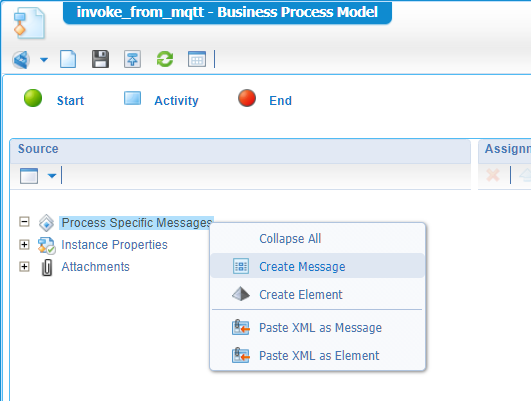 invoke_from_mqtt - Business Process Model
Start
Activity
End
Source
Assignm
Process Specific Messages
Instance Properties
Attachments
Collapse All
Create Message
Create Element
Paste XML as Message
Paste XML as Element